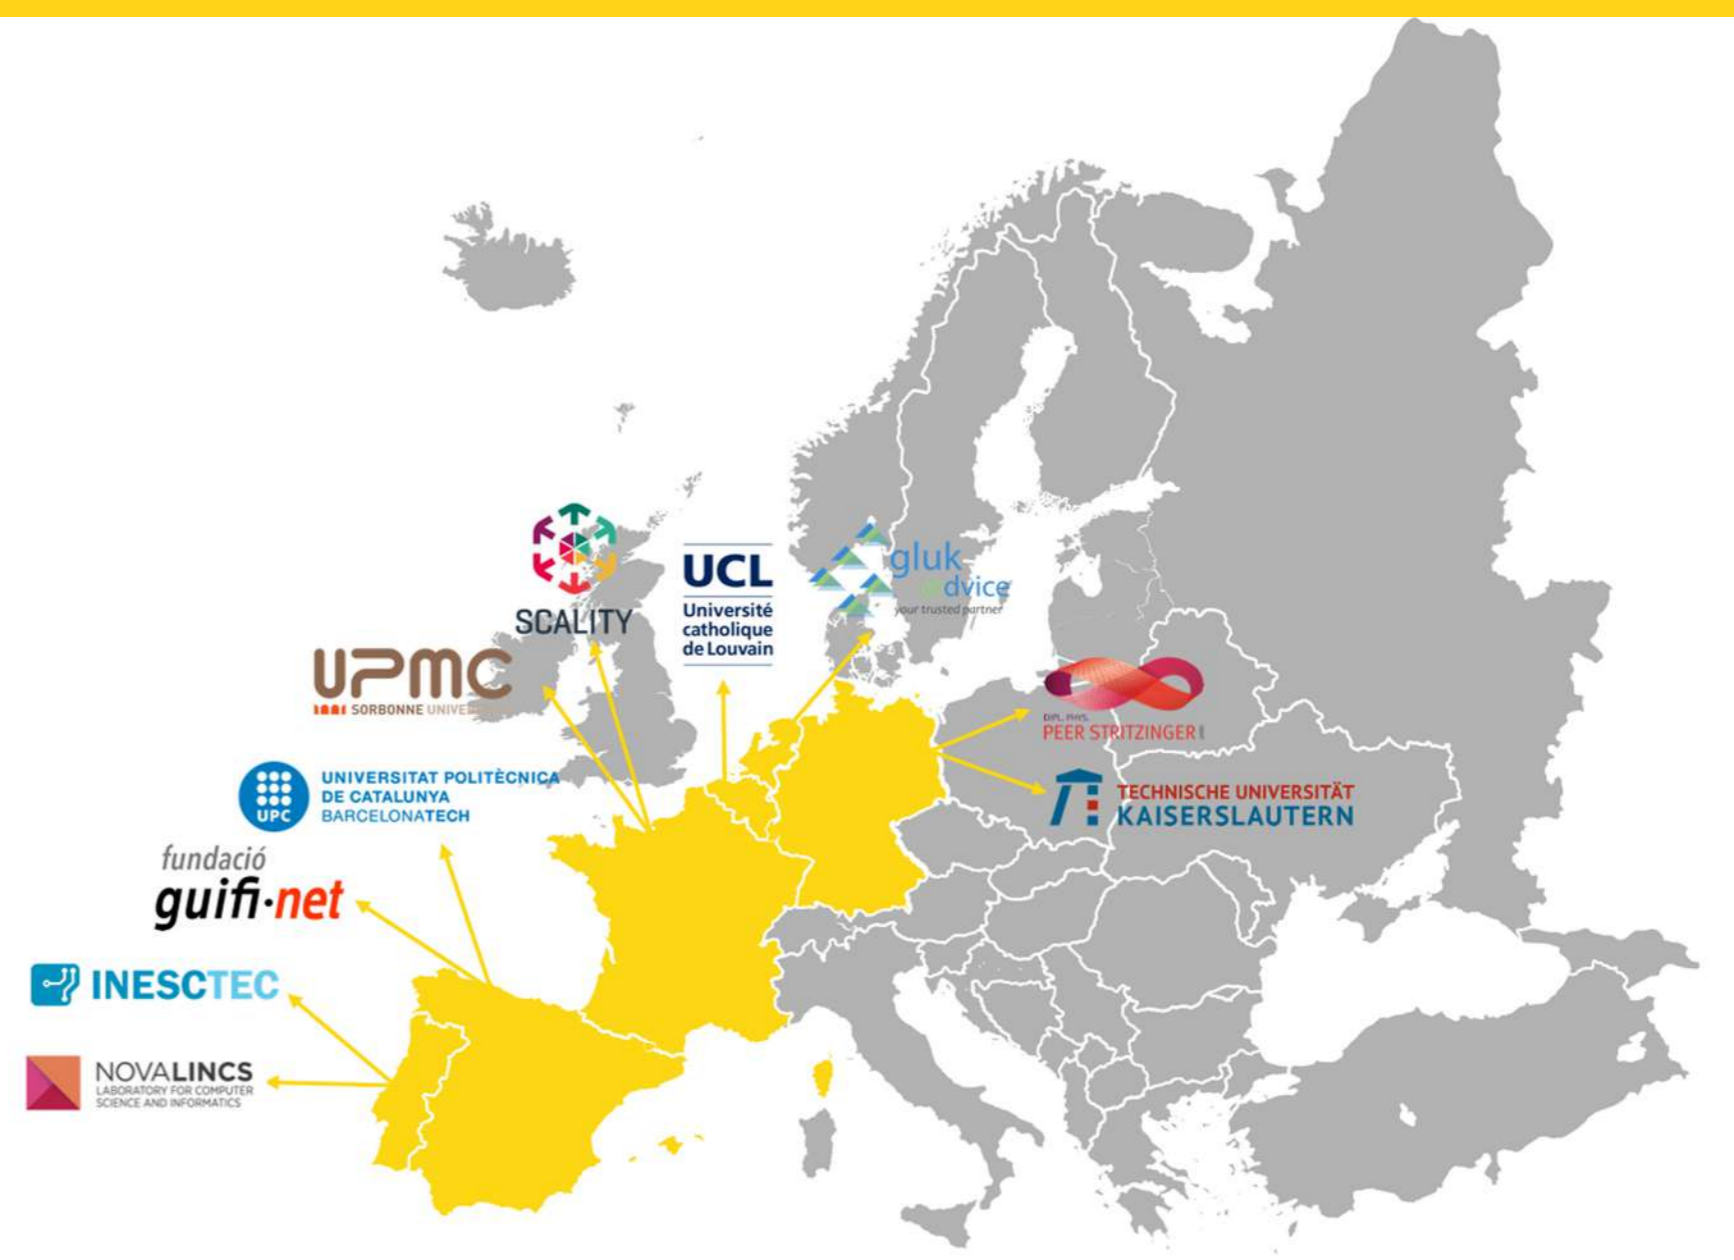 SCALITY
UCL
Université
catholique
de Louvain
gluk
advice
your trusted partner
UPMC
SORBONNE UNIVE
DIPL. PHYS.
PEER STRITZINGER
UNIVERSITAT POLITÈCNICA
DE CATALUNYA
BARCELONATECH
UPC
TECHNISCHE UNIVERSITÄT
KAISERSLAUTERN
fundació
guifi·net
INESCTEC
NOVALINCS
LABORATORY FOR COMPUTER
SCIENCE AND INFORMATICS